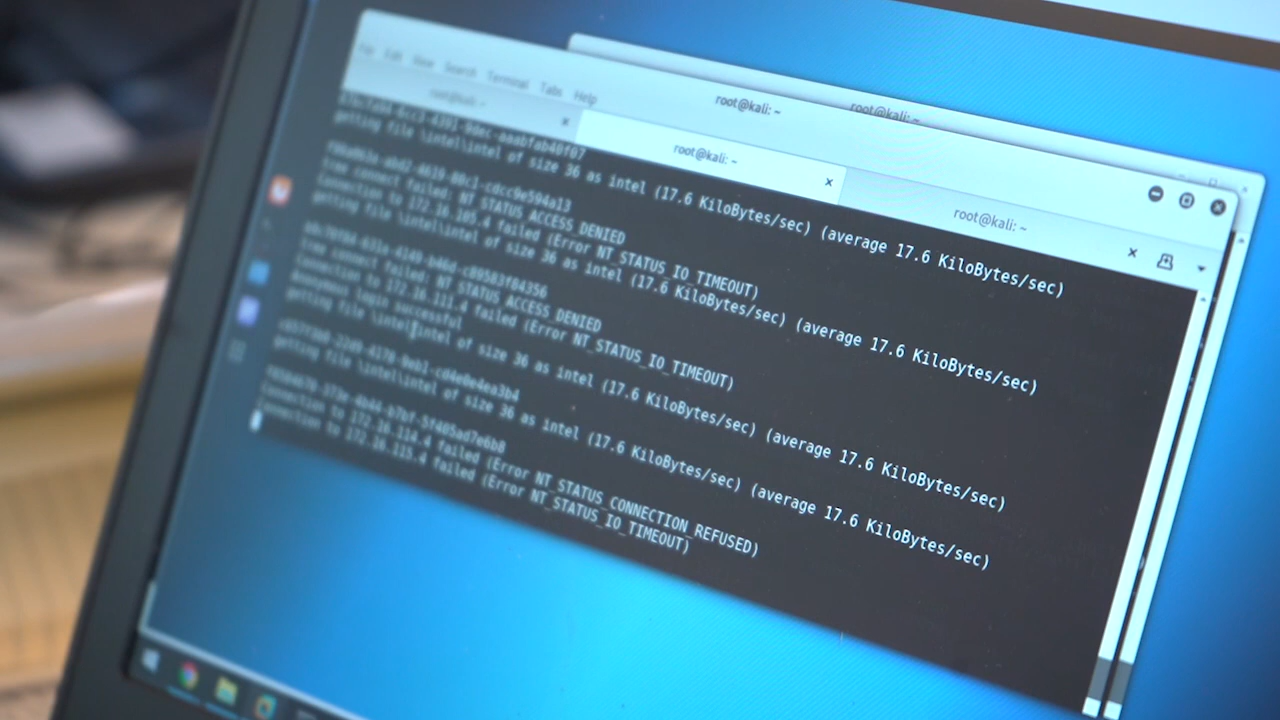 File Edit View Search Terminal Tabs Help
root@kali: ~
root@kali: ~
root@kali: ~
root@kali: ~
root@kali: ~
getting file \intel\intel of size 36 as intel (17.6 KiloBytes/sec) (average 17.6 KiloBytes/sec)
tree connect failed: NT_STATUS_ACCESS_DENIED
Connection to 172.16.105.4 failed (Error NT_STATUS_IO_TIMEOUT)
getting file \intel\intel of size 36 as intel (17.6 KiloBytes/sec) (average 17.6 KiloBytes/sec)
tree connect failed: NT_STATUS_ACCESS_DENIED
Connection to 172.16.111.4 failed (Error NT_STATUS_IO_TIMEOUT)
Anonymous login successful
getting file \intel\intel of size 36 as intel (17.6 KiloBytes/sec) (average 17.6 KiloBytes/sec)
getting file \intel\intel of size 36 as intel (17.6 KiloBytes/sec) (average 17.6 KiloBytes/sec)
Connection to 172.16.114.4 failed (Error NT_STATUS_CONNECTION_REFUSED)
Connection to 172.16.115.4 failed (Error NT_STATUS_IO_TIMEOUT)